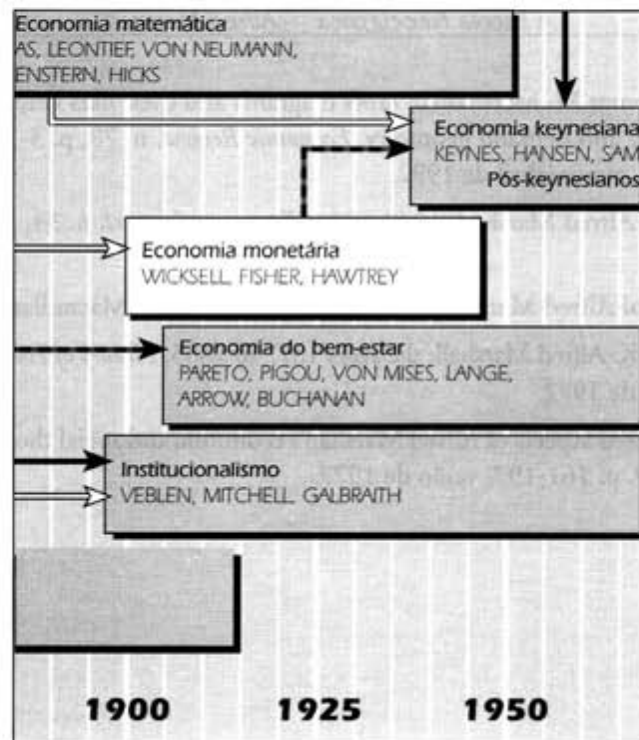 Economia matemática
AS, LEONTIEF, VON NEUMANN,
ENSTERN, HICKS
Economia keynesiana
KEYNES, HANSEN, SAM
Pós-keynesianos
Economia monetária
WICKSELL, FISHER, HAWTREY
Economia do bem-estar
PARETO, PIGOU, VON MISES, LANGE,
ARROW, BUCHANAN
Institucionalismo
VEBLEN, MITCHELL, GALBRAITH
1900 1925 1950